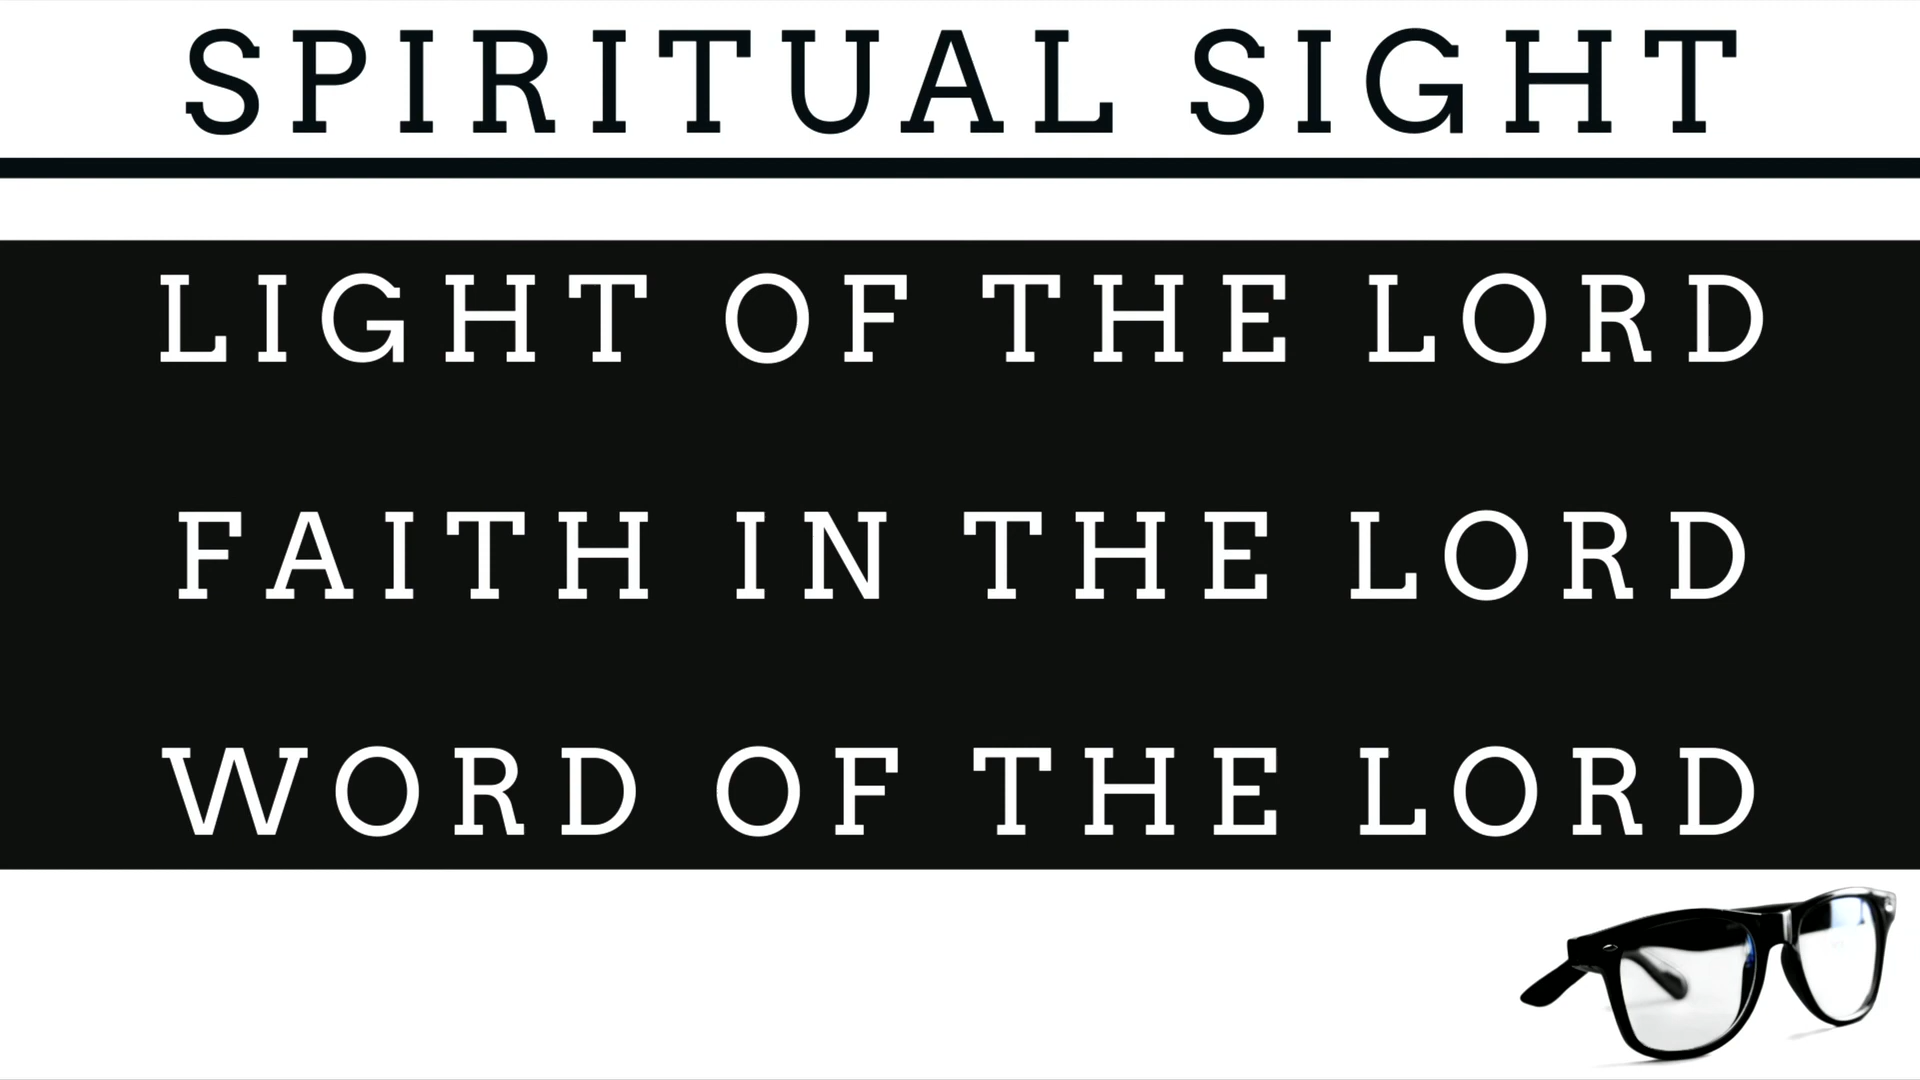 SPIRITUAL SIGHT
LIGHT OF THE LORD
FAITH IN THE LORD
WORD OF THE LORD